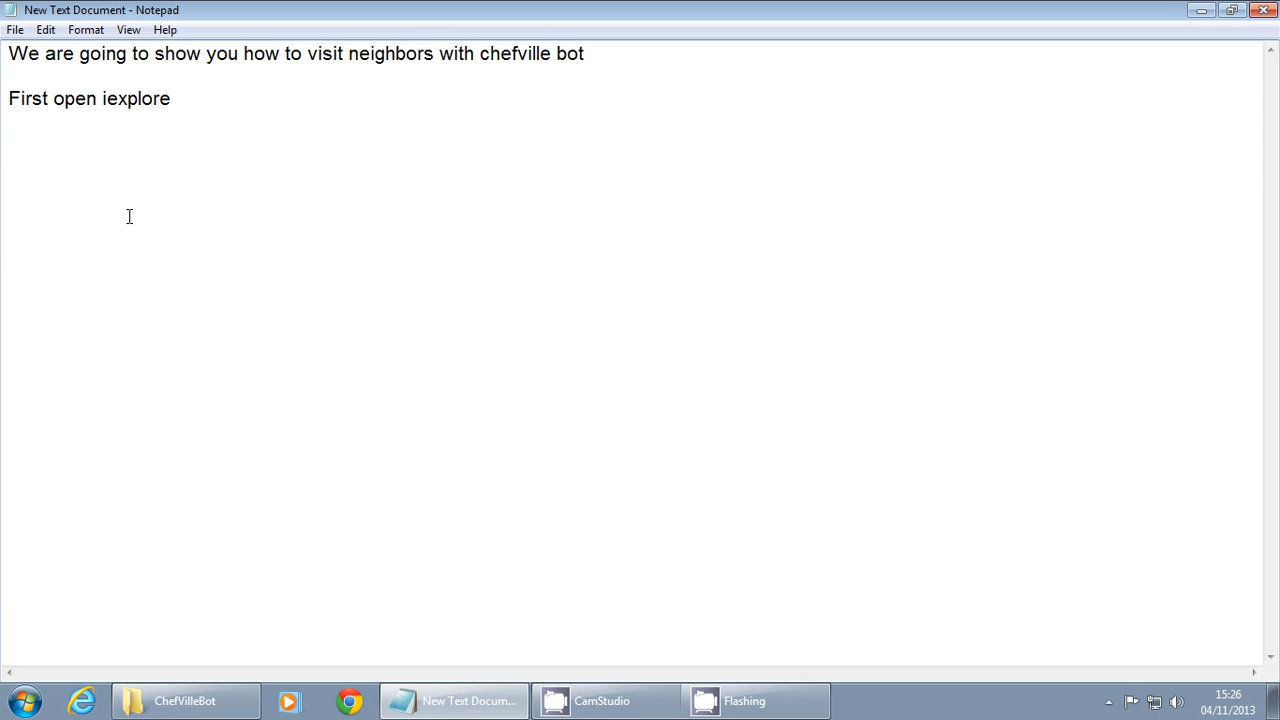 New Text Document - Notepad
File Edit Format View Help
We are going to show you how to visit neighbors with chefville bot
First open iexplore
ChefVilleBot
New Text Docum...
CamStudio
Flashing
15:26
04/11/2013